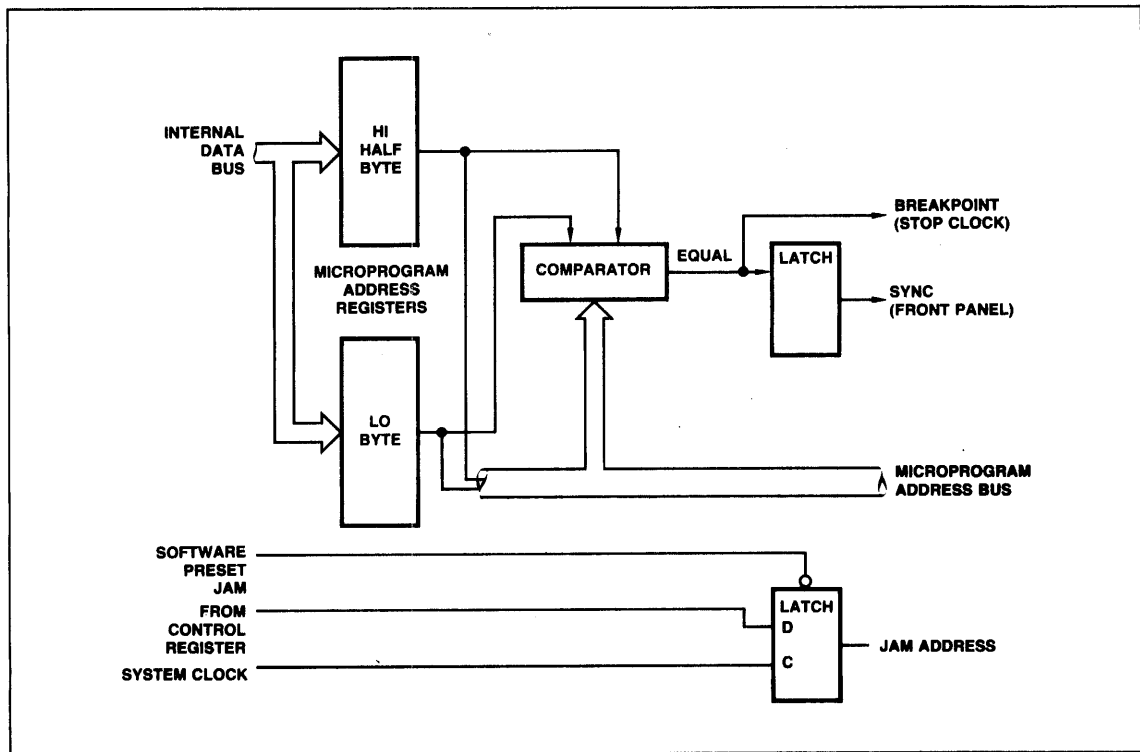 INTERNAL
DATA
BUS
HI
HALF
BYTE
MICROPROGRAM
ADDRESS
REGISTERS
LO
BYTE
COMPARATOR
EQUAL
BREAKPOINT
(STOP CLOCK)
LATCH
SYNC
(FRONT PANEL)
MICROPROGRAM
ADDRESS BUS
SOFTWARE
PRESET
JAM
FROM
CONTROL
REGISTER
SYSTEM CLOCK
LATCH
D
C
JAM ADDRESS